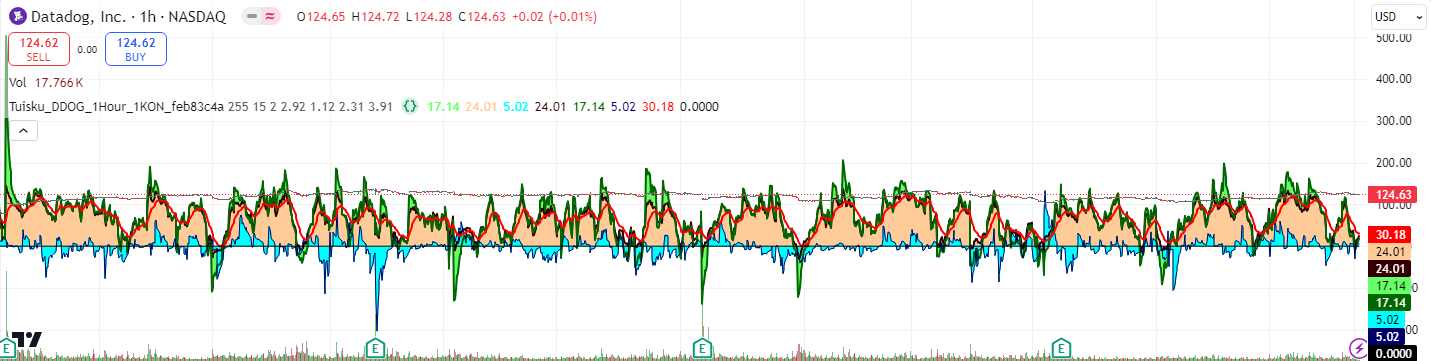 Datadog, Inc. · 1h · NASDAQ O124.65 H124.72 L124.28 C124.63 +0.02 (+0.01%)
USD
124.62 SELL 0.00 124.62 BUY
500.00
Vol 17.766K
400.00
Tuisku_DDOG_1Hour_1KON_feb83c4a 255 15 2 2.92 1.12 2.31 3.91 17.14 24.01 5.02 24.01 17.14 5.02 30.18 0.0000
300.00
200.00
124.63
100.00
30.18
24.01
24.01
17.14
17.14
5.02
5.02
0.0000
E E E E